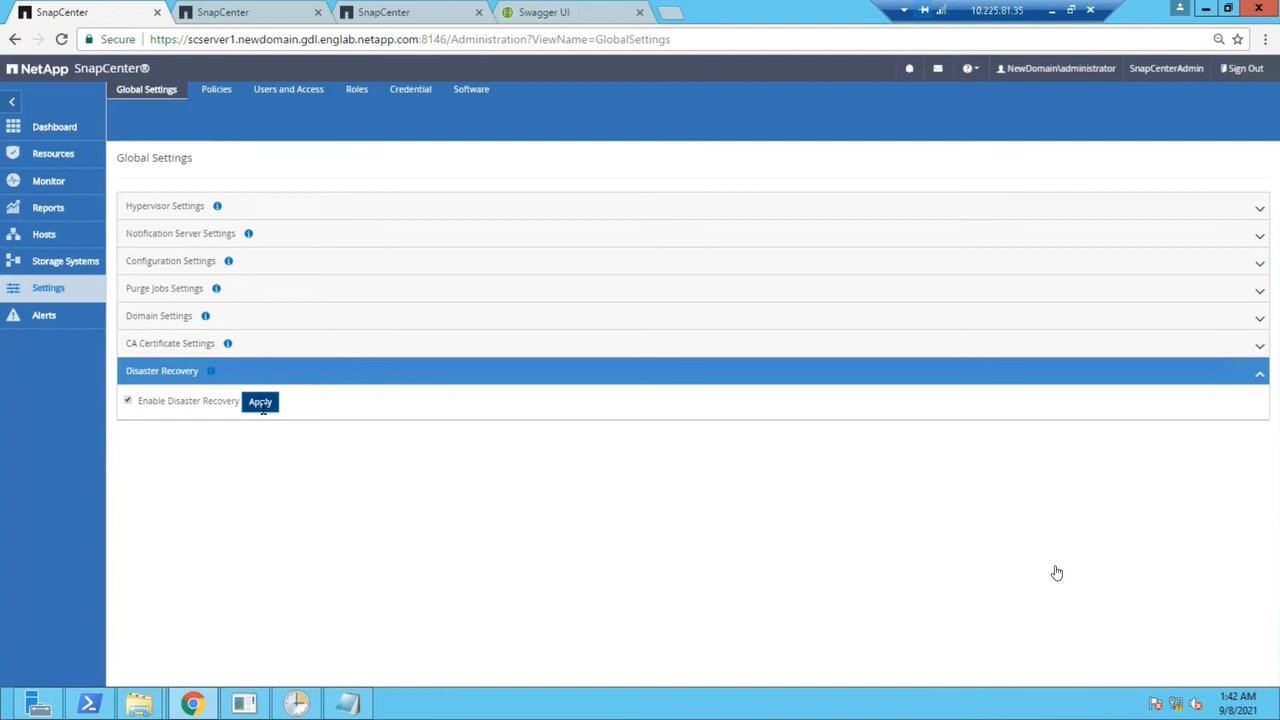 SnapCenter
SnapCenter
SnapCenter
Swagger UI
10.225.81.35
Secure
https://scserver1.newdomain.gdl.englab.netapp.com:8146/Administration?ViewName=GlobalSettings
NetApp SnapCenter®
NewDomain\administrator
SnapCenterAdmin
Sign Out
Global Settings
Policies
Users and Access
Roles
Credential
Software
Dashboard
Resources
Monitor
Reports
Hosts
Storage Systems
Settings
Alerts
Global Settings
Hypervisor Settings
Notification Server Settings
Configuration Settings
Purge Jobs Settings
Domain Settings
CA Certificate Settings
Disaster Recovery
Enable Disaster Recovery Apply
1:42 AM
9/8/2021